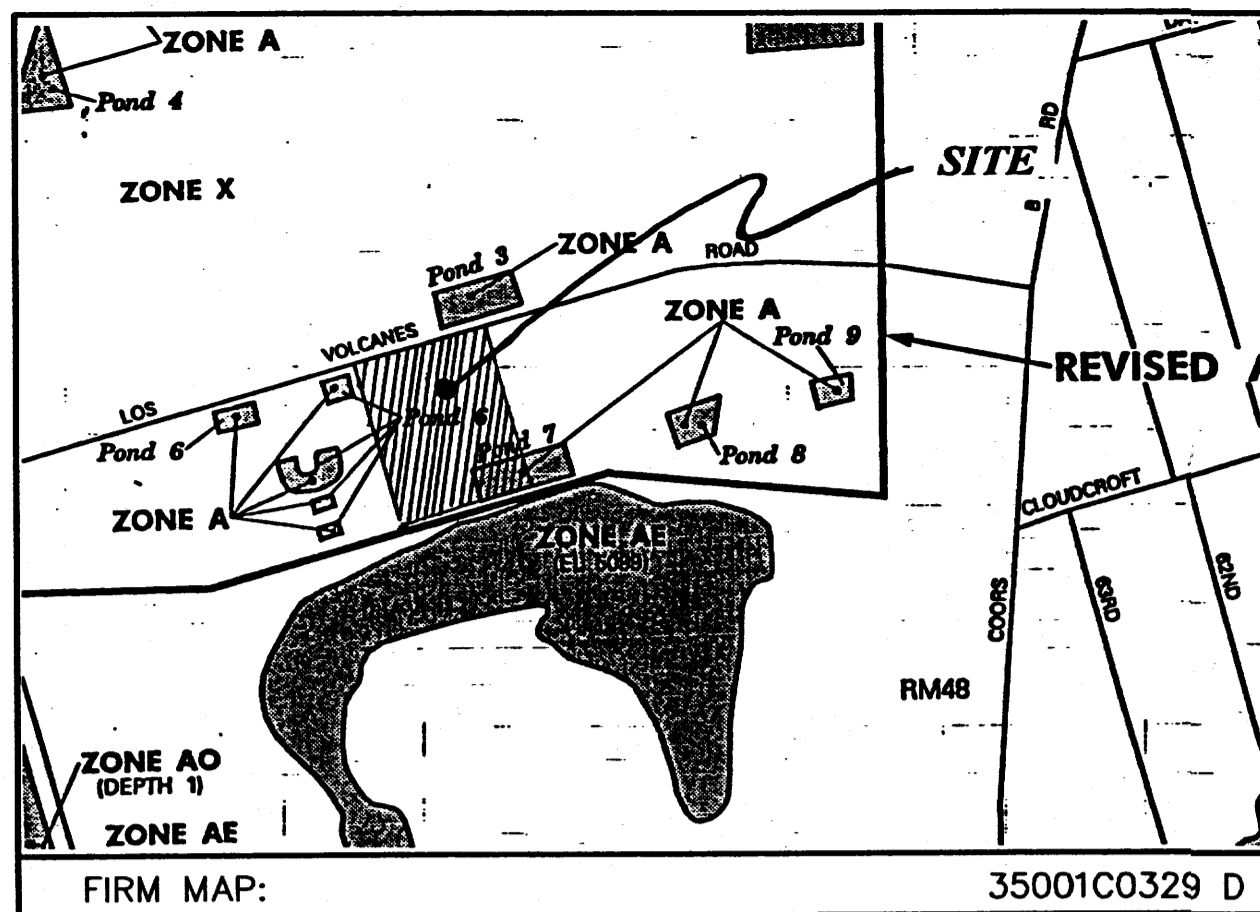 ZONE A
Pond 4
RD
SITE
ZONE X
B
ZONE A
ROAD
Pond 3
ZONE A
VOLCANES
Pond 9
REVISED
LOS
Pond 6
Pond 6
Pond 7
Pond 8
ZONE A
CLOUDCROFT
ZONE AE
62ND
63RD
COORS
RM48
ZONE AO
(DEPTH 1)
ZONE AE
FIRM MAP:
35001C0329 D